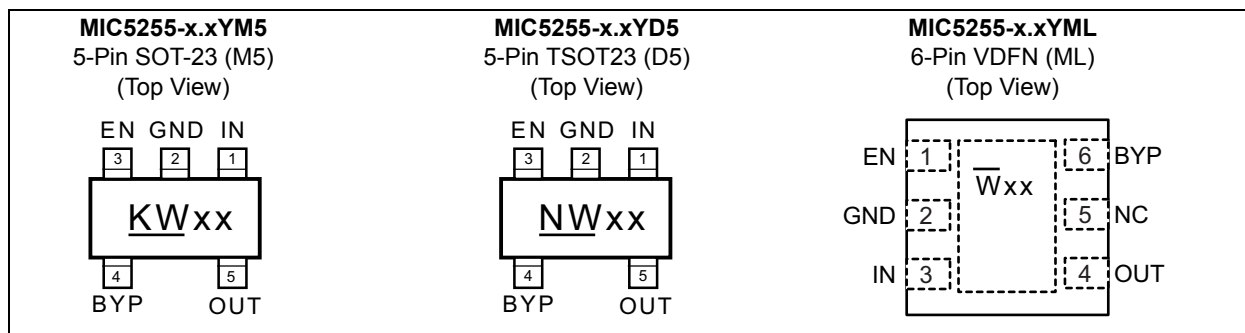 MIC5255-x.xYM5
5-Pin SOT-23 (M5)
(Top View)
EN GND IN
3 2 1
KWxx
4 5
BYP OUT
MIC5255-x.xYD5
5-Pin TSOT23 (D5)
(Top View)
EN GND IN
3 2 1
NWxx
4 5
BYP OUT
MIC5255-x.xYML
6-Pin VDFN (ML)
(Top View)
EN 1 6 BYP
Wxx
GND 2 5 NC
IN 3 4 OUT